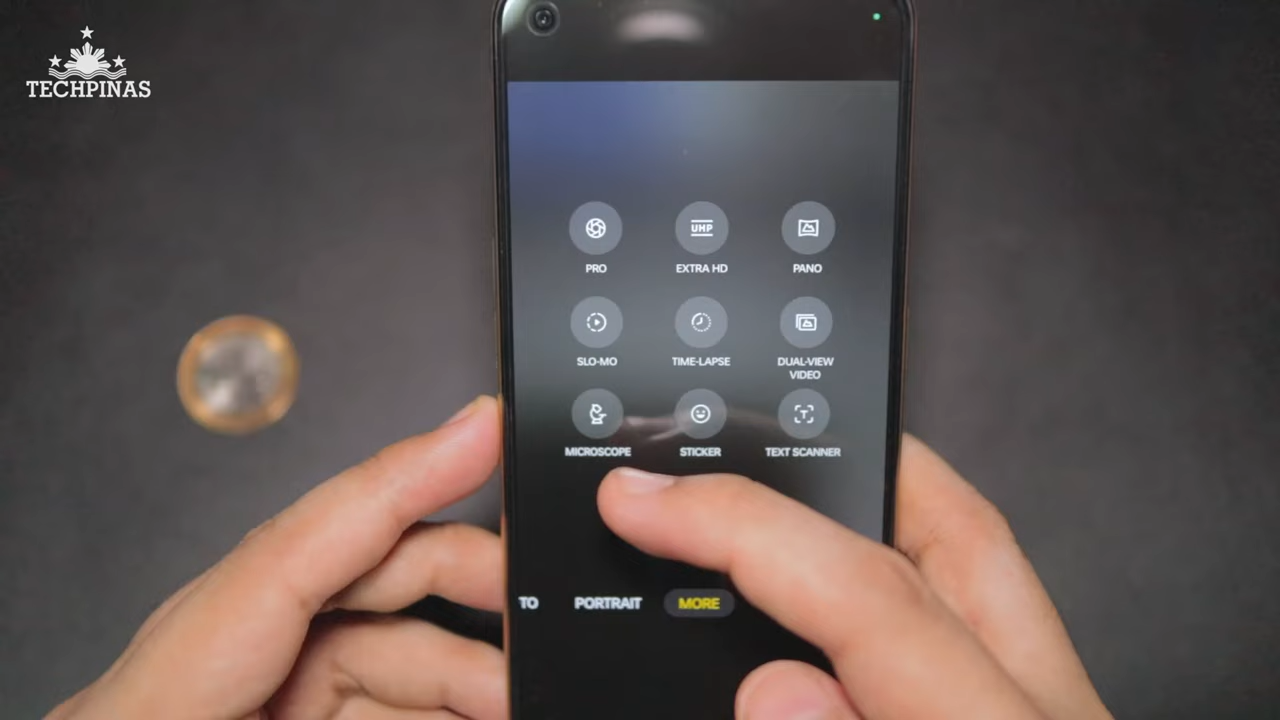 TECHPINAS
UHP
PRO
EXTRA HD
PANO
SLO-MO
TIME-LAPSE
DUAL-VIEW
VIDEO
T
MICROSCOPE
STICKER
TEXT SCANNER
TO
PORTRAIT
MORE